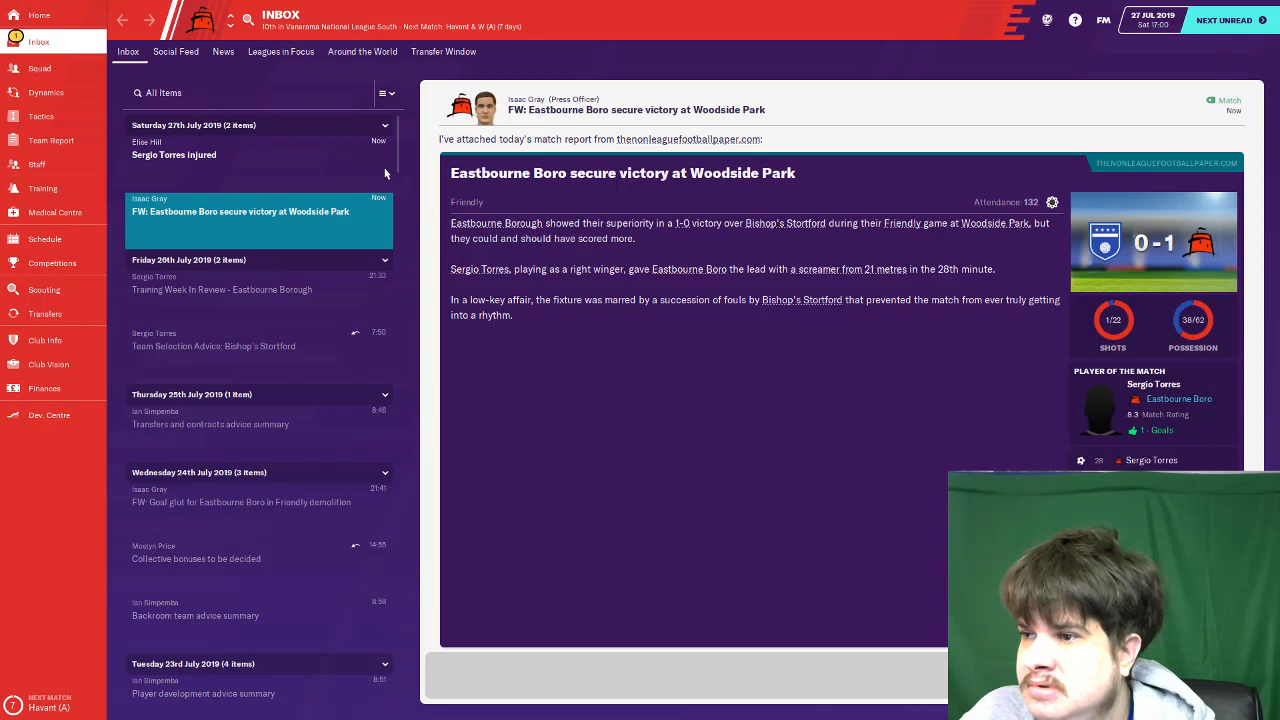 Home
INBOX
10th in Vanarama National League South - Next Match: Havant & W (A) (7 days)
FM
27 JUL 2019
Sat 17:00
NEXT UNREAD
1
Inbox
Squad
Dynamics
Tactics
Team Report
Staff
Training
Medical Centre
Schedule
Competitions
Scouting
Transfers
Club Info
Club Vision
Finances
Dev. Centre
7
NEXT MATCH
Havant (A)
Inbox
Social Feed
News
Leagues in Focus
Around the World
Transfer Window
All Items
Saturday 27th July 2019 (2 items)
Elise Hill
Now
Sergio Torres injured
Isaac Gray
Now
FW: Eastbourne Boro secure victory at Woodside Park
Friday 26th July 2019 (2 items)
Sergio Torres
21:33
Training Week In Review - Eastbourne Borough
Sergio Torres
7:50
Team Selection Advice: Bishop's Stortford
Thursday 25th July 2019 (1 item)
Ian Simpemba
8:46
Transfers and contracts advice summary
Wednesday 24th July 2019 (3 items)
Isaac Gray
21:41
FW: Goal glut for Eastbourne Boro in Friendly demolition
Mostyn Price
14:55
Collective bonuses to be decided
Ian Simpemba
8:58
Backroom team advice summary
Tuesday 23rd July 2019 (4 items)
Ian Simpemba
8:51
Player development advice summary
Isaac Gray (Press Officer)
FW: Eastbourne Boro secure victory at Woodside Park
Match
Now
I've attached today's match report from thenonleaguefootballpaper.com:
THENONLEAGUEFOOTBALLPAPER.COM
Eastbourne Boro secure victory at Woodside Park
Friendly
Attendance: 132
Eastbourne Borough showed their superiority in a 1-0 victory over Bishop's Stortford during their Friendly game at Woodside Park, but
they could and should have scored more.
Sergio Torres, playing as a right winger, gave Eastbourne Boro the lead with a screamer from 21 metres in the 28th minute.
In a low-key affair, the fixture was marred by a succession of fouls by Bishop's Stortford that prevented the match from ever truly getting
into a rhythm.
0 - 1
1/22
SHOTS
38/62
POSSESSION
PLAYER OF THE MATCH
Sergio Torres
Eastbourne Boro
8.3 Match Rating
1 - Goals
28 Sergio Torres